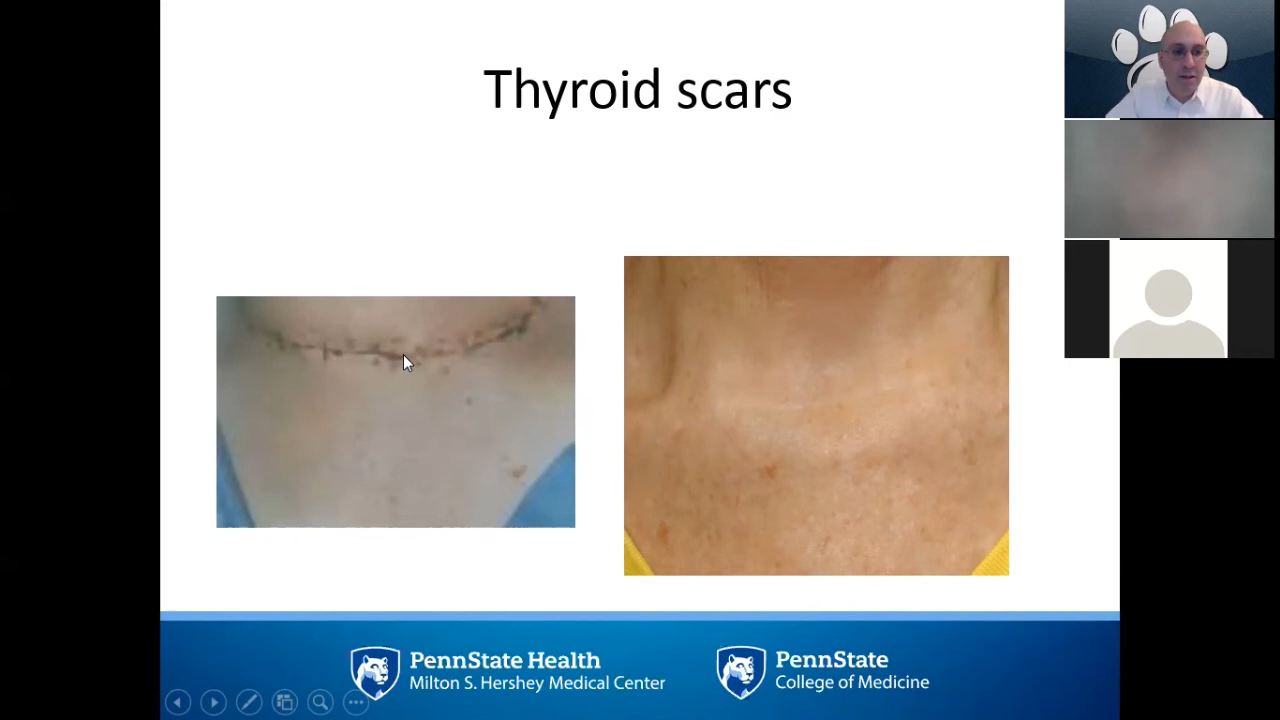 Thyroid scars
PennState Health
Milton S. Hershey Medical Center
PennState
College of Medicine